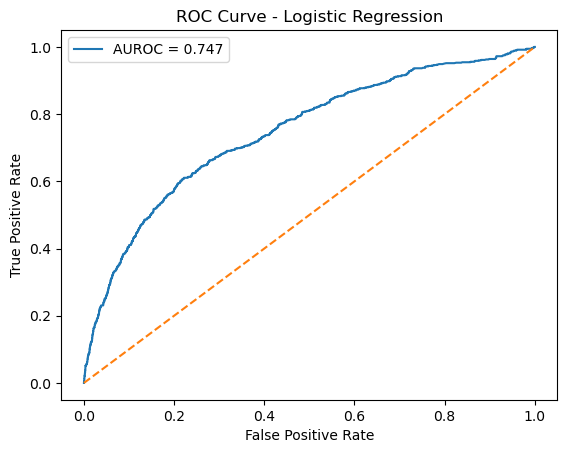 ROC Curve - Logistic Regression
AUROC = 0.747
True Positive Rate
1.0
0.8
0.6
0.4
0.2
0.0
0.0 0.2 0.4 0.6 0.8 1.0
False Positive Rate